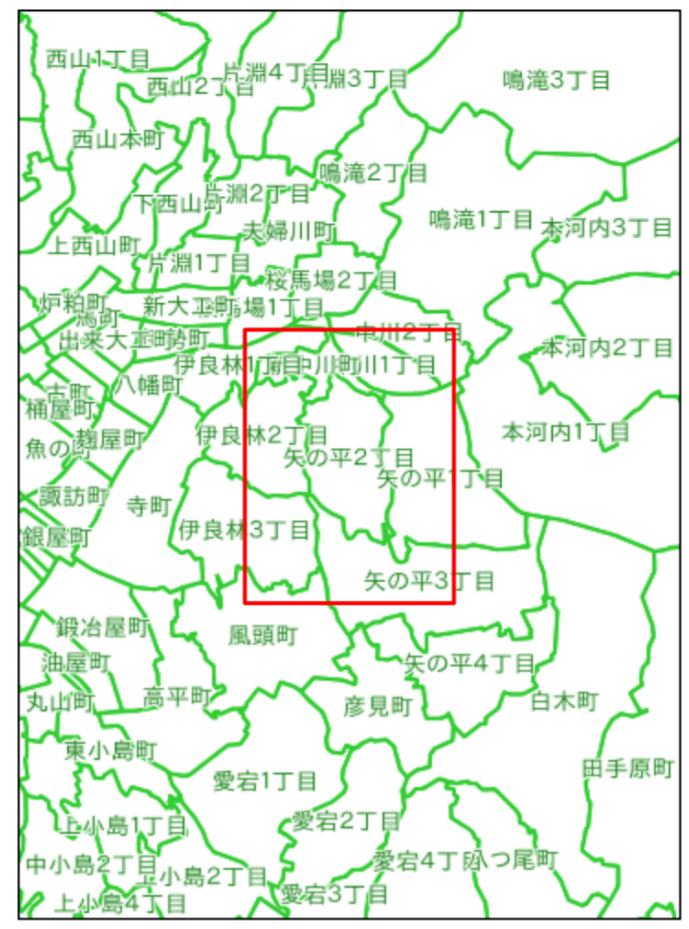 西山1丁目
片淵4丁目
片淵3丁目
鳴滝3丁目
西山2丁目
西山本町
鳴滝2丁目
片淵2丁目
下西山町
鳴滝1丁目
本河内3丁目
夫婦川町
上西山町
片淵1丁目
桜馬場2丁目
炉粕町
新大工町
馬場1丁目
馬町
中川2丁目
出来大工町
勢町
本河内2丁目
伊良林1丁目
新中川町
中川1丁目
八幡町
古町
桶屋町
伊良林2丁目
本河内1丁目
麹屋町
魚の町
矢の平2丁目
矢の平1丁目
諏訪町
寺町
伊良林3丁目
銀屋町
矢の平3丁目
鍛冶屋町
風頭町
油屋町
矢の平4丁目
丸山町
高平町
彦見町
白木町
東小島町
田手原町
愛宕1丁目
上小島1丁目
愛宕2丁目
中小島2丁目
上小島2丁目
愛宕4丁目
八つ尾町
愛宕3丁目
上小島4丁目